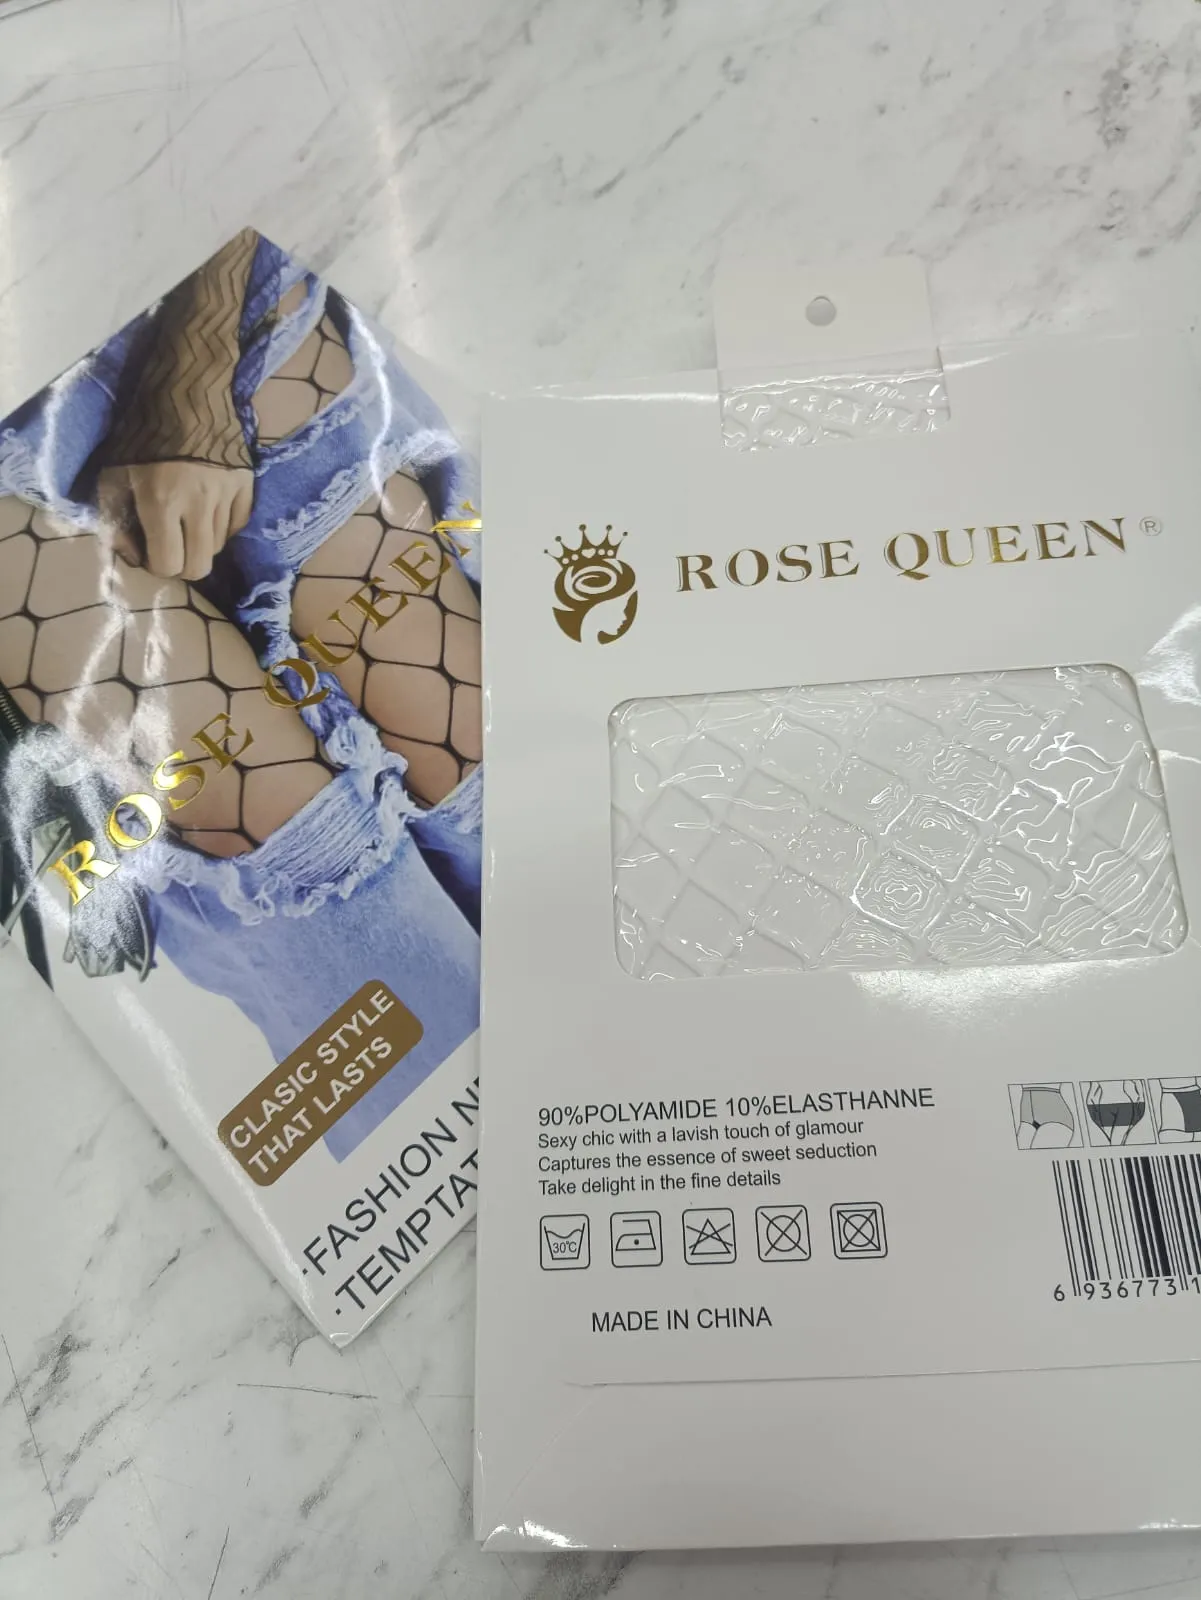 ROSE QUEEN
CLASIC STYLE
THAT LASTS
ROSE QUEEN®
90%POLYAMIDE 10%ELASTHANNE
Sexy chic with a lavish touch of glamour
Captures the essence of sweet seduction
Take delight in the fine details
30℃
MADE IN CHINA
6 936773 1
·FASHION